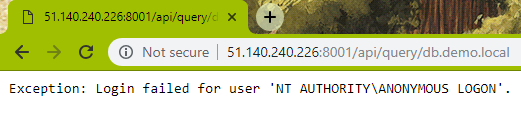 51.140.240.226:8001/api/query/d
Not secure | 51.140.240.226:8001/api/query/db.demo.local
Exception: Login failed for user 'NT AUTHORITY\ANONYMOUS LOGON'.